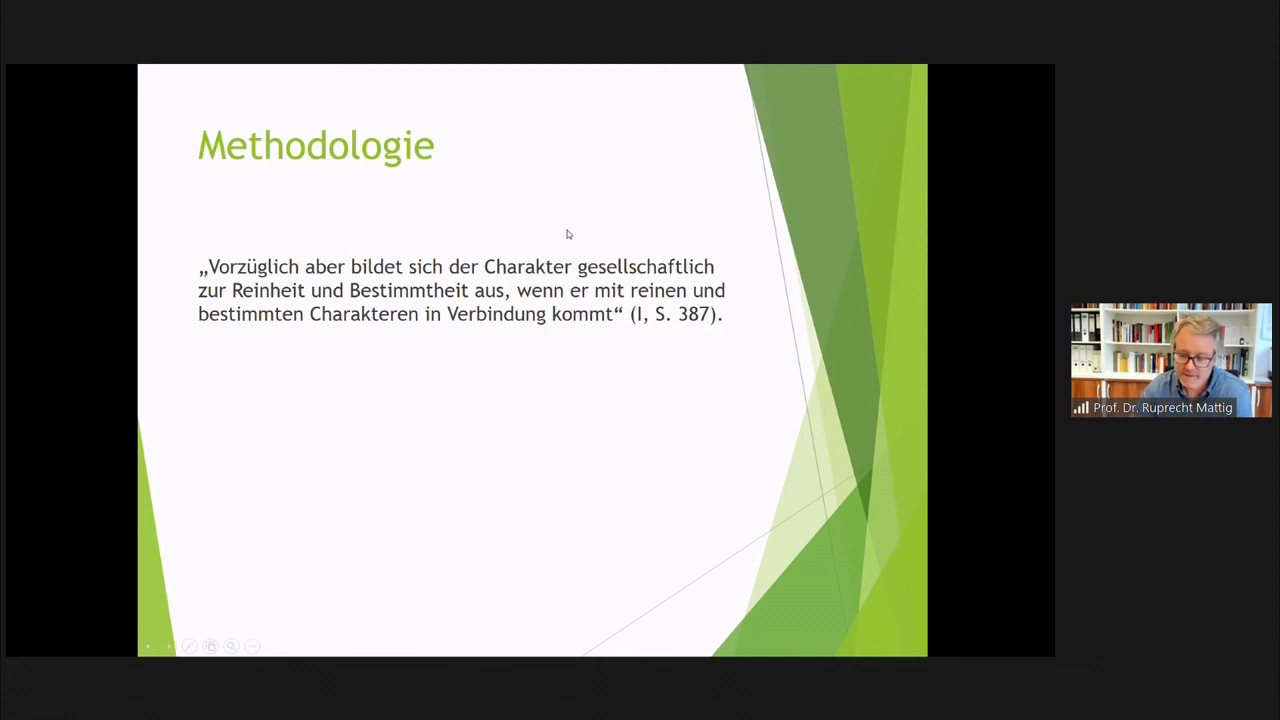 Methodologie
„Vorzüglich aber bildet sich der Charakter gesellschaftlich
zur Reinheit und Bestimmtheit aus, wenn er mit reinen und
bestimmten Charakteren in Verbindung kommt“ (I, S. 387).
Prof. Dr. Ruprecht Mattig